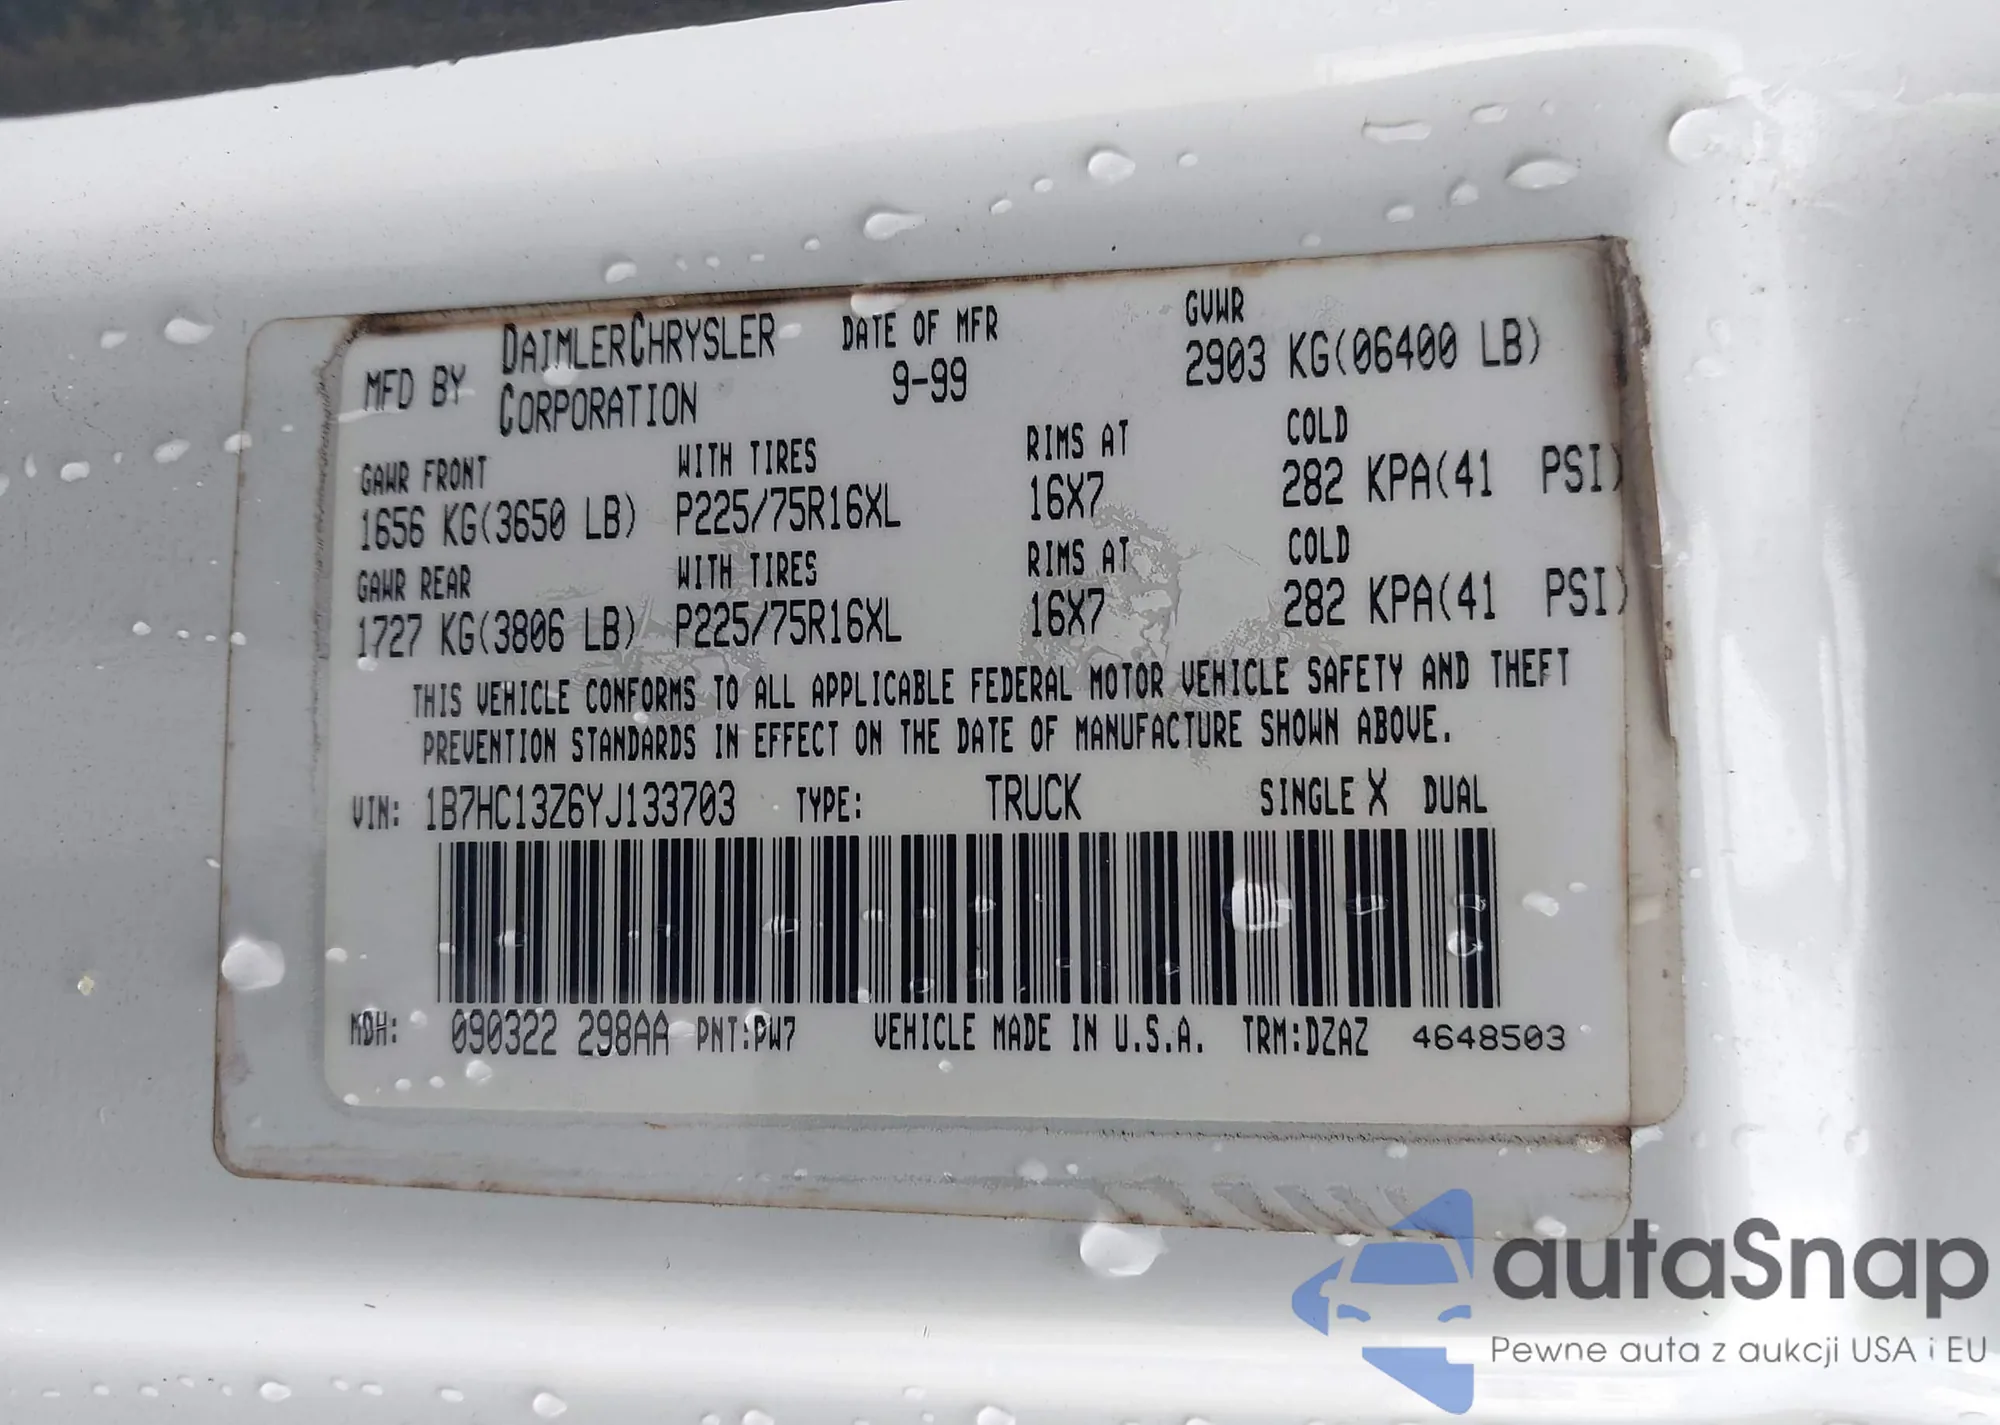 MFD BY DAIMLERCHRYSLER CORPORATION
DATE OF MFR
9-99
GVWR
2903 KG(06400 LB)
GAWR FRONT WITH TIRES RIMS AT COLD
1656 KG(3650 LB) P225/75R16XL 16X7 282 KPA(41 PSI)
GAWR REAR WITH TIRES RIMS AT COLD
1727 KG(3806 LB) P225/75R16XL 16X7 282 KPA(41 PSI)
THIS VEHICLE CONFORMS TO ALL APPLICABLE FEDERAL MOTOR VEHICLE SAFETY AND THEFT
PREVENTION STANDARDS IN EFFECT ON THE DATE OF MANUFACTURE SHOWN ABOVE.
VIN: 1B7HC13Z6YJ133703 TYPE: TRUCK SINGLE X DUAL
MDH: 090322 298AA PNT:PW7 VEHICLE MADE IN U.S.A. TRM:DZAZ 4648503
autaSnap
Pewne auta z aukcji USA i EU